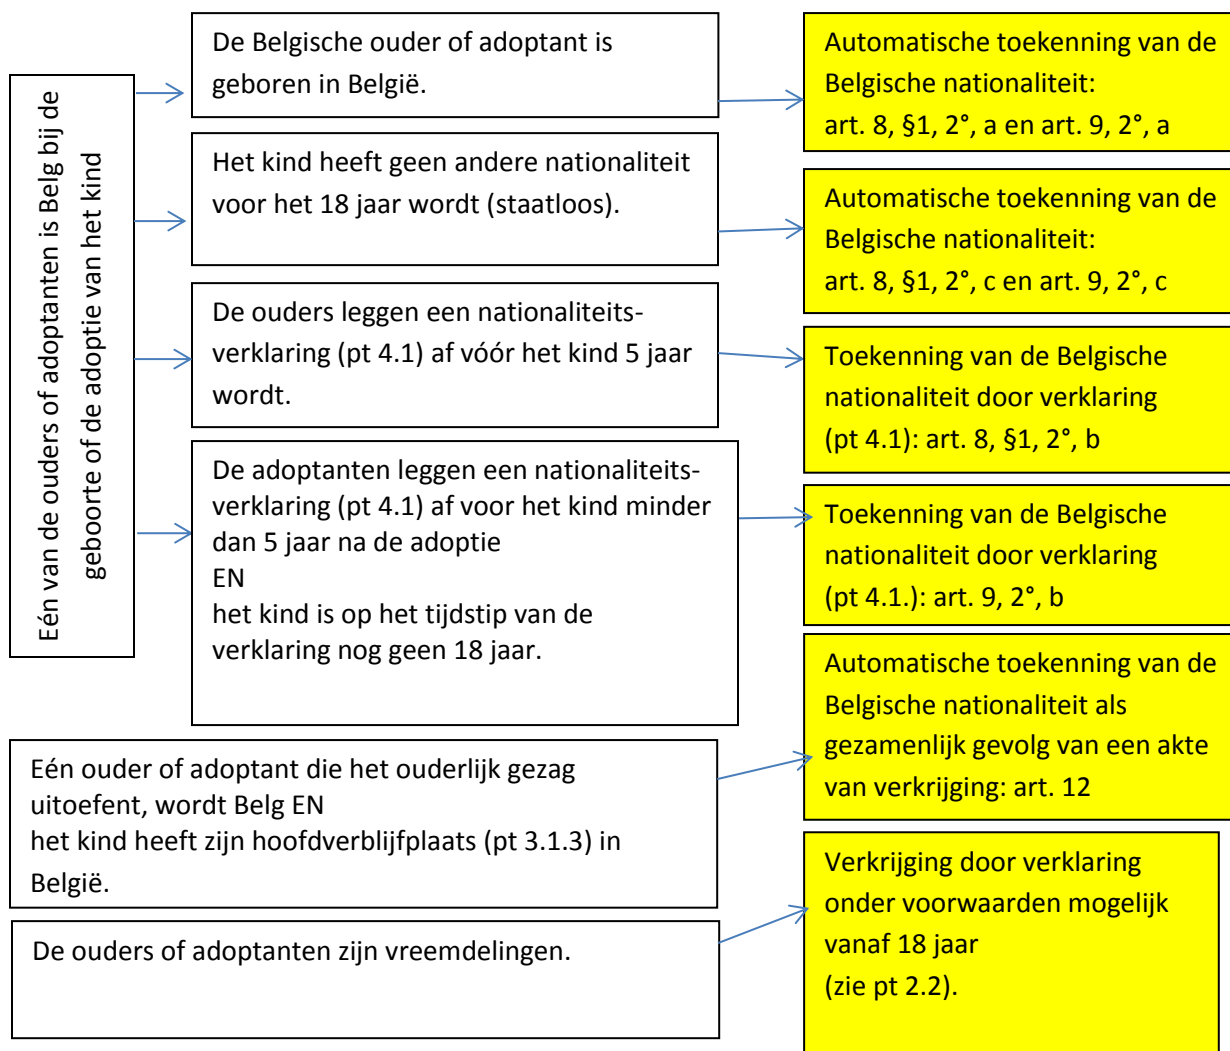 Eén van de ouders of adoptanten is Belg bij de
geboorte of de adoptie van het kind
De Belgische ouder of adoptant is
geboren in België.
Automatische toekenning van de
Belgische nationaliteit:
art. 8, §1, 2°, a en art. 9, 2°, a
Het kind heeft geen andere nationaliteit
voor het 18 jaar wordt (staatloos).
Automatische toekenning van de
Belgische nationaliteit:
art. 8, §1, 2°, c en art. 9, 2°, c
De ouders leggen een nationaliteits-
verklaring (pt 4.1) af vóór het kind 5 jaar
wordt.
Toekenning van de Belgische
nationaliteit door verklaring
(pt 4.1): art. 8, §1, 2°, b
De adoptanten leggen een nationaliteits-
verklaring (pt 4.1) af voor het kind minder
dan 5 jaar na de adoptie
EN
het kind is op het tijdstip van de
verklaring nog geen 18 jaar.
Toekenning van de Belgische
nationaliteit door verklaring
(pt 4.1.): art. 9, 2°, b
Eén ouder of adoptant die het ouderlijk gezag
uitoefent, wordt Belg EN
het kind heeft zijn hoofdverblijfplaats (pt 3.1.3) in
België.
Automatische toekenning van de
Belgische nationaliteit als
gezamenlijk gevolg van een akte
van verkrijging: art. 12
De ouders of adoptanten zijn vreemdelingen.
Verkrijging door verklaring
onder voorwaarden mogelijk
vanaf 18 jaar
(zie pt 2.2).